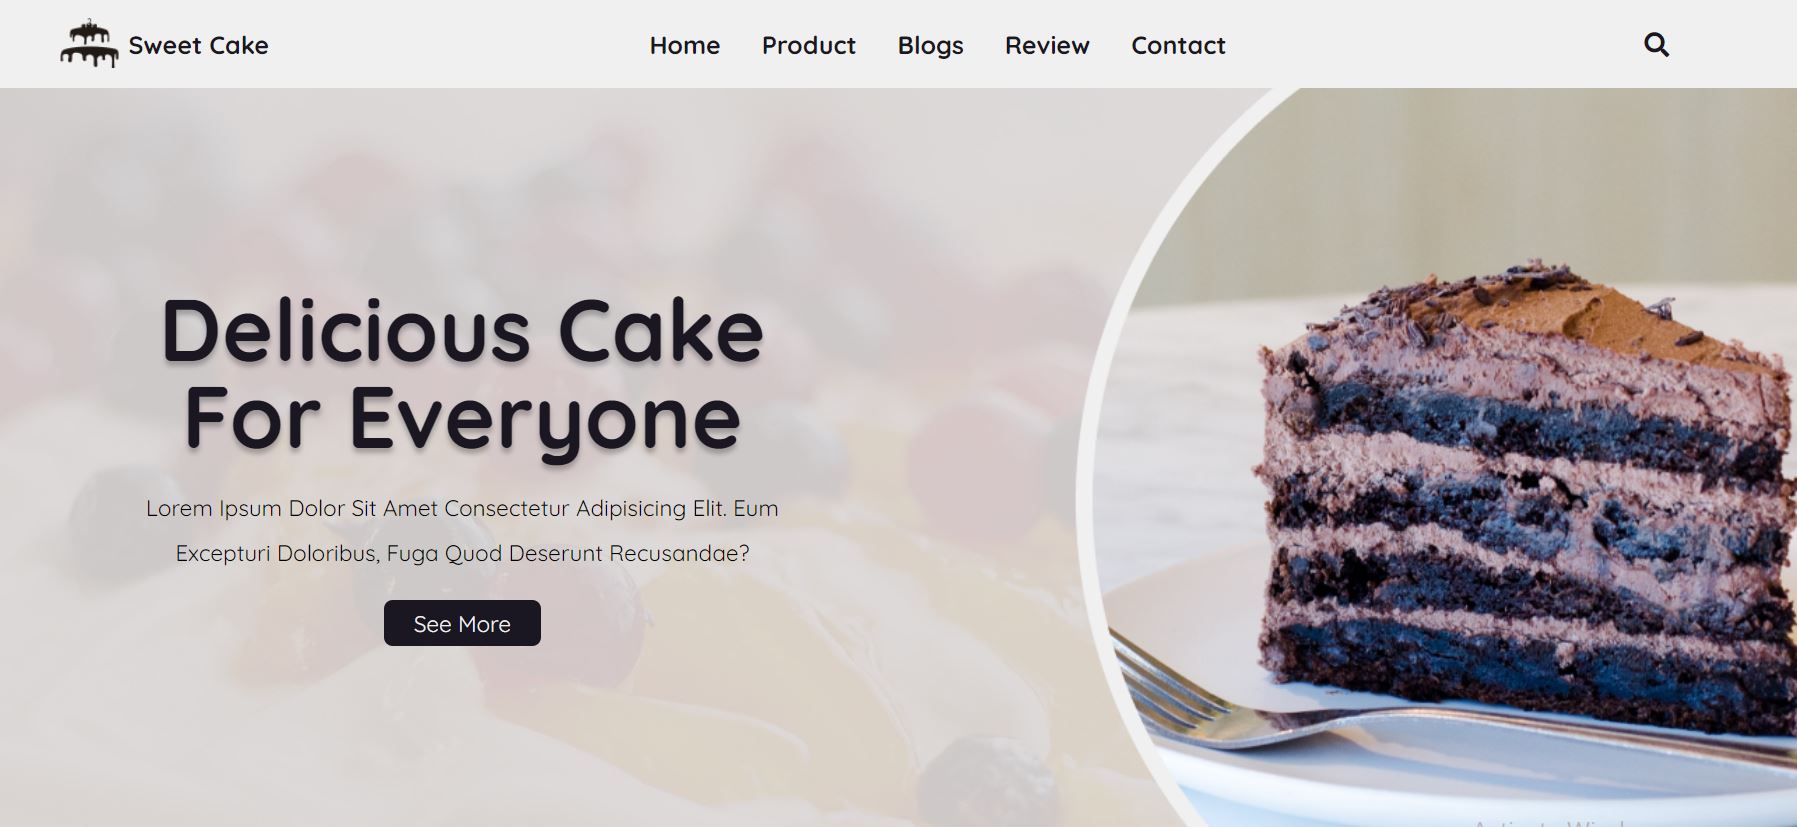 Sweet Cake
Home Product Blogs Review Contact
Delicious Cake
For Everyone
Lorem Ipsum Dolor Sit Amet Consectetur Adipisicing Elit. Eum
Excepturi Doloribus, Fuga Quod Deserunt Recusandae?
See More